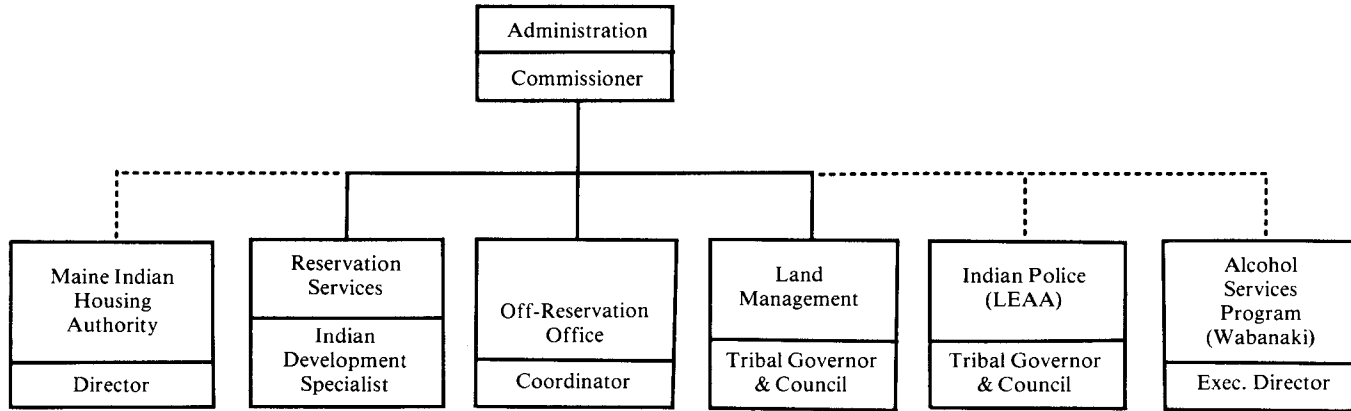 Administration
Commissioner
Maine Indian
Housing
Authority
Director
Reservation
Services
Indian
Development
Specialist
Off-Reservation
Office
Coordinator
Land
Management
Tribal Governor
& Council
Indian Police
(LEAA)
Tribal Governor
& Council
Alcohol
Services
Program
(Wabanaki)
Exec. Director